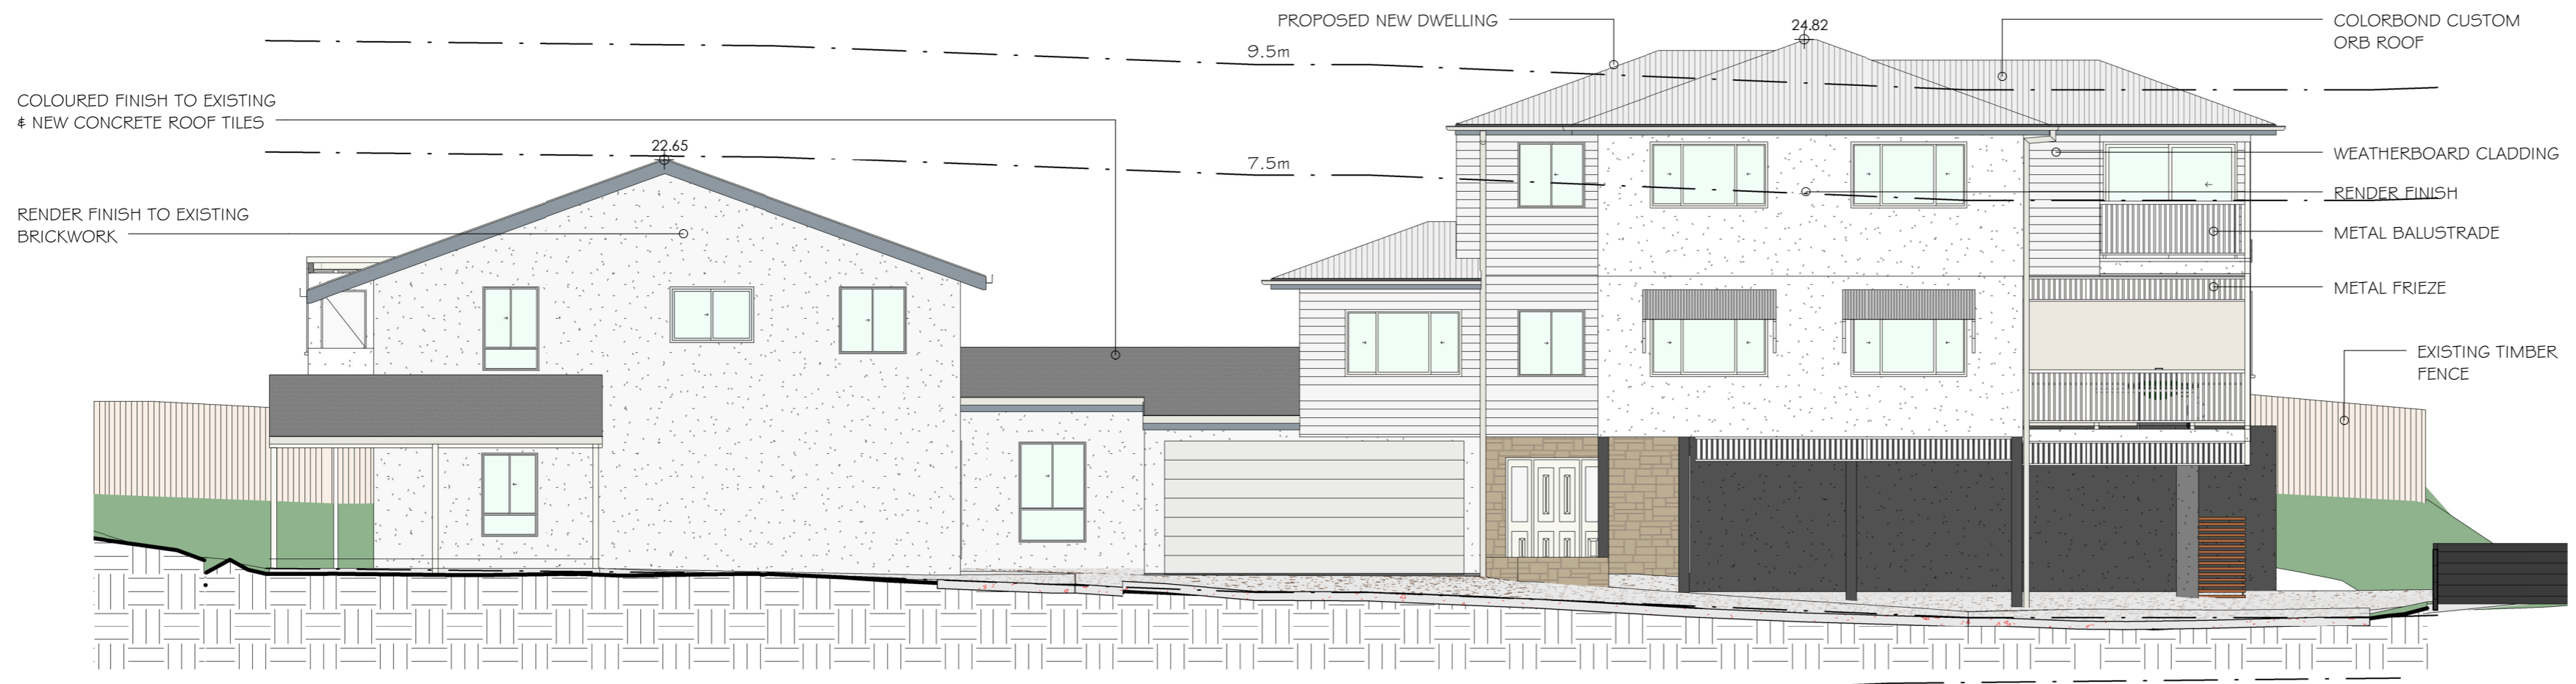 PROPOSED NEW DWELLING
24.82
COLORBOND CUSTOM
ORB ROOF
9.5m
COLOURED FINISH TO EXISTING
& NEW CONCRETE ROOF TILES
22.65
7.5m
WEATHERBOARD CLADDING
RENDER FINISH
RENDER FINISH TO EXISTING
BRICKWORK
METAL BALUSTRADE
METAL FRIEZE
EXISTING TIMBER
FENCE